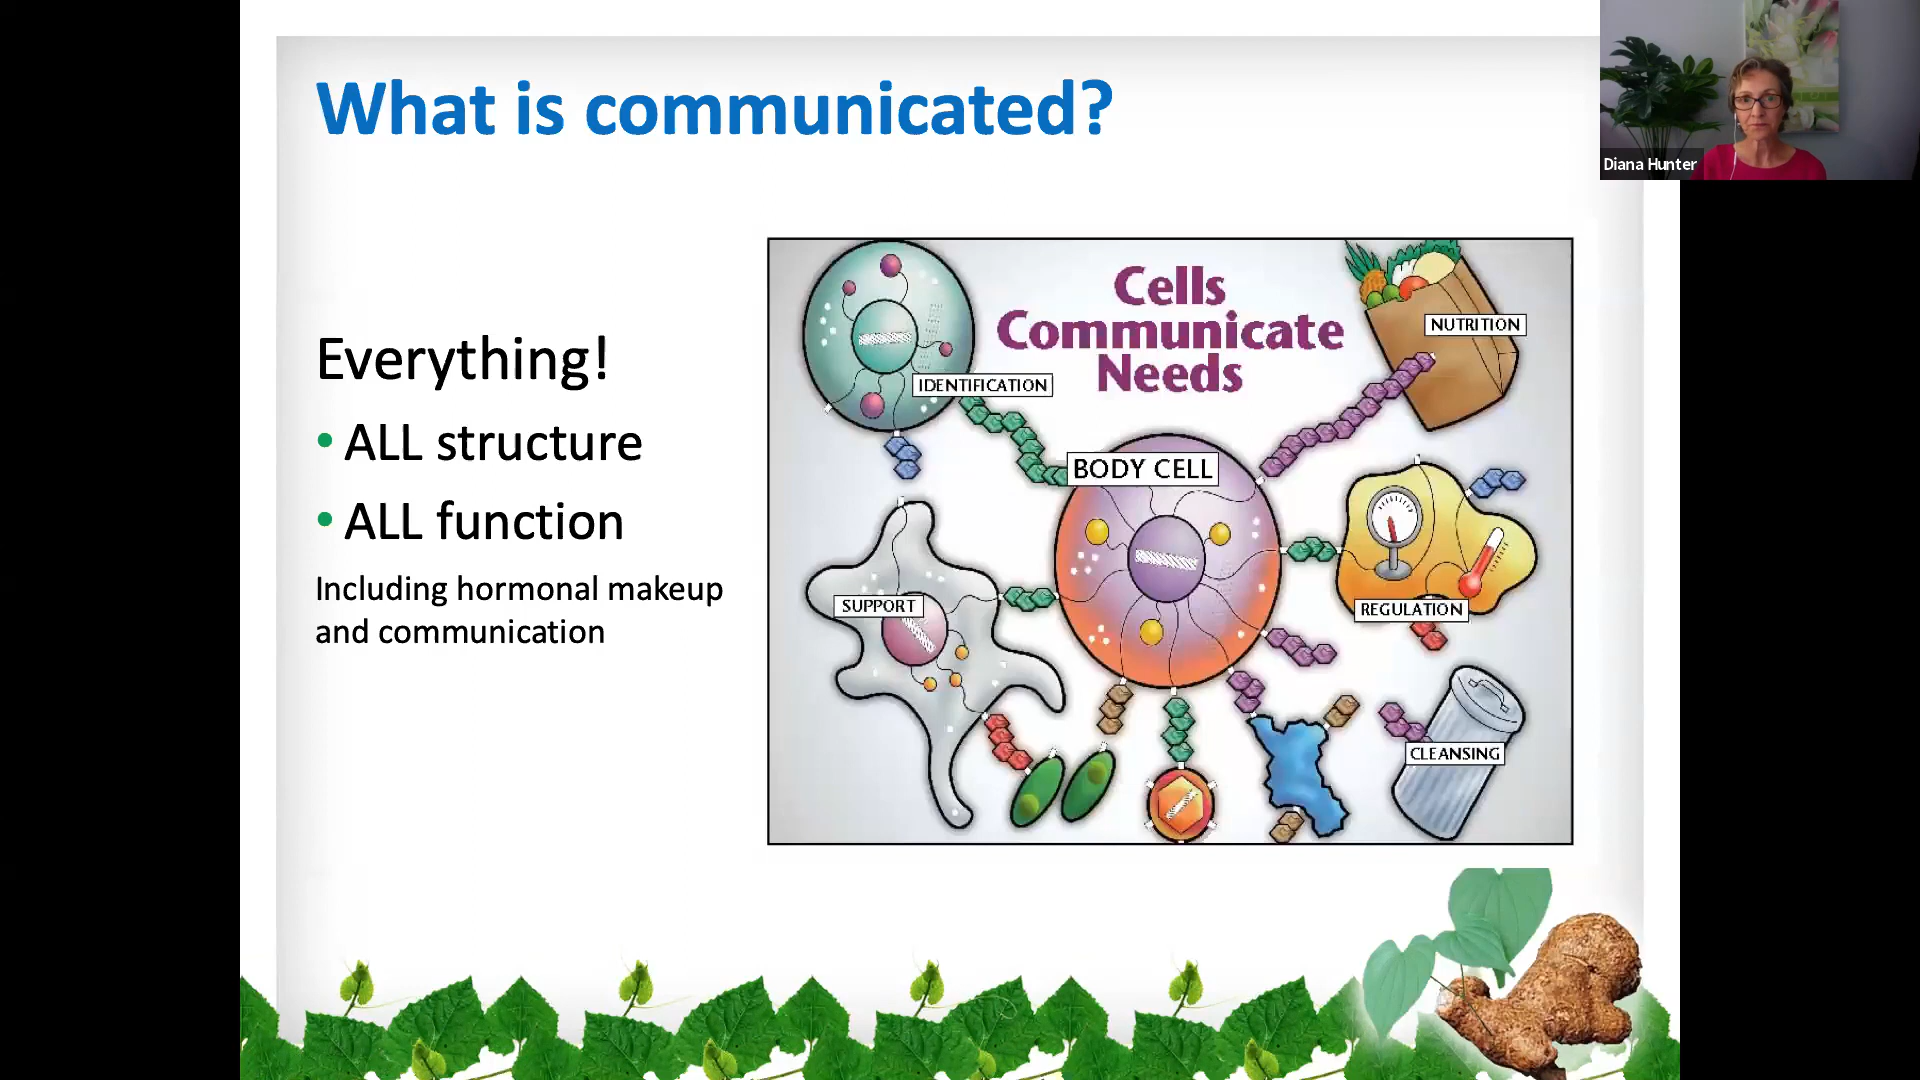 What is communicated?
Diana Hunter
Everything!
• ALL structure
• ALL function
Including hormonal makeup
and communication
Cells
Communicate
Needs
NUTRITION
IDENTIFICATION
BODY CELL
SUPPORT
REGULATION
CLEANSING